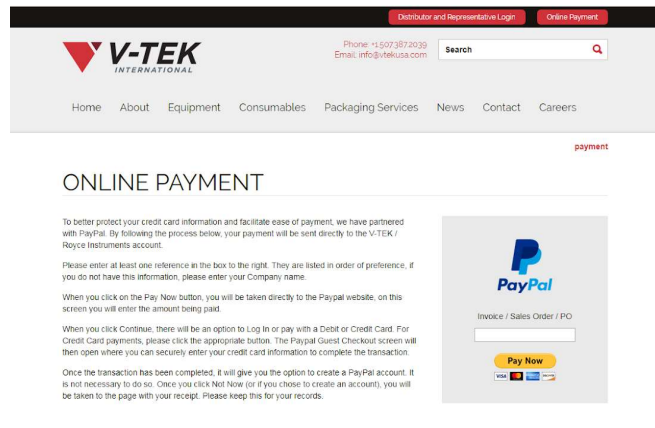 Distributor and Representative Login Online Payment
V-TEK
INTERNATIONAL
Phone: +1.507.387.2039
Email: info@vtekusa.com
Search
Home About Equipment Consumables Packaging Services News Contact Careers
payment
ONLINE PAYMENT
To better protect your credit card information and facilitate ease of payment, we have partnered
with PayPal. By following the process below, your payment will be sent directly to the V-TEK /
Royce Instruments account.
Please enter at least one reference in the box to the right. They are listed in order of preference, if
you do not have this information, please enter your Company name.
When you click on the Pay Now button, you will be taken directly to the Paypal website, on this
screen you will enter the amount being paid.
When you click Continue, there will be an option to Log In or pay with a Debit or Credit Card. For
Credit Card payments, please click the appropriate button. The Paypal Guest Checkout screen will
then open where you can securely enter your credit card information to complete the transaction.
Once the transaction has been completed, it will give you the option to create a PayPal account. It
is not necessary to do so. Once you click Not Now (or if you chose to create an account), you will
be taken to the page with your receipt. Please keep this for your records.
PayPal
Invoice / Sales Order / PO
Pay Now
VISA